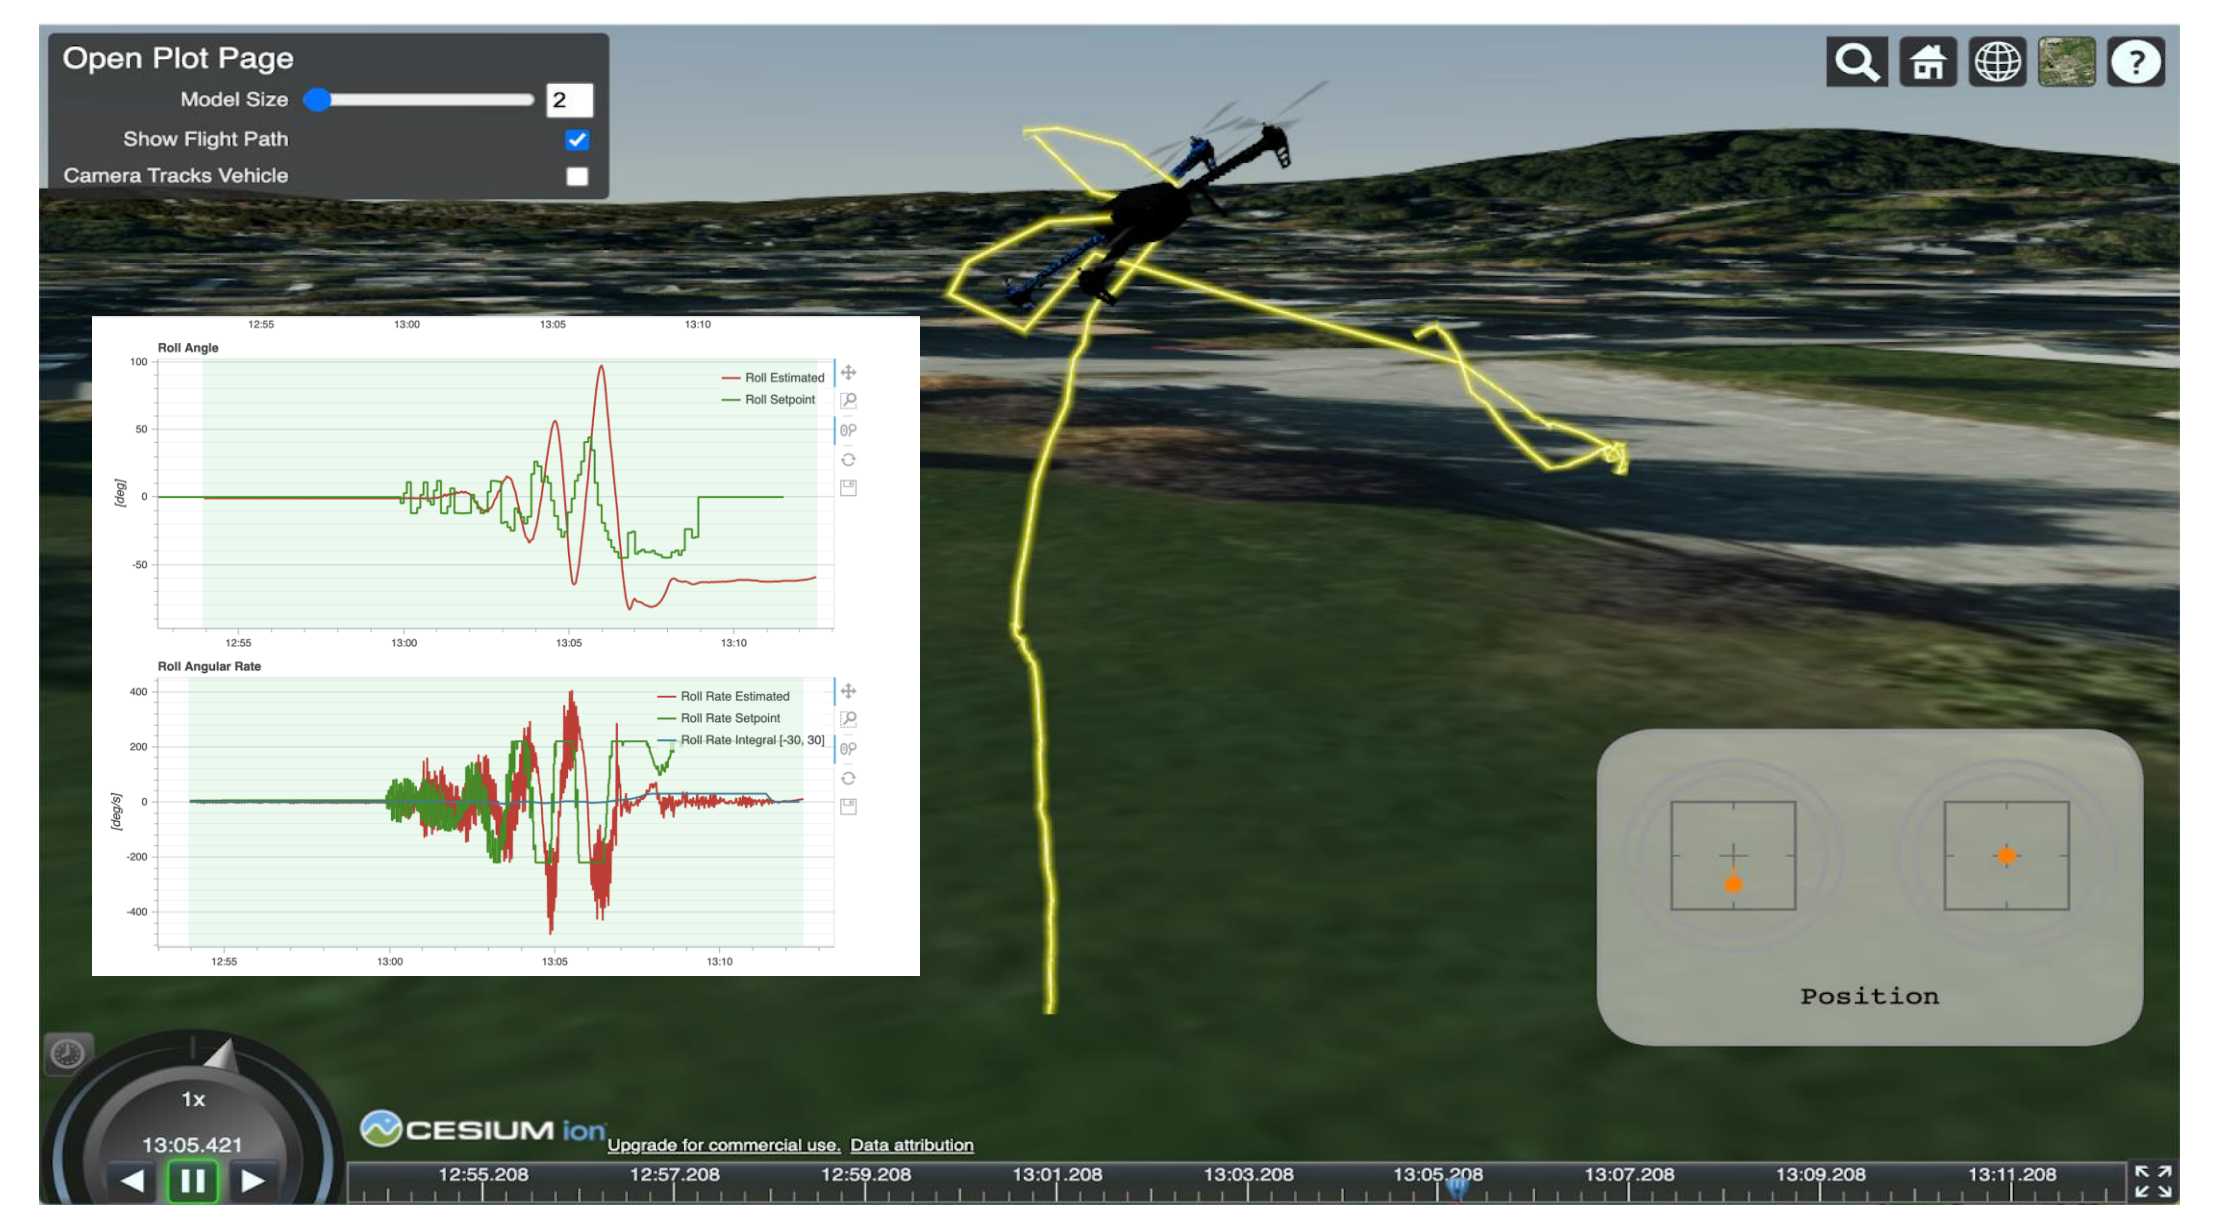 Open Plot Page
Model Size 2
Show Flight Path
Camera Tracks Vehicle
?
12:55 13:00 13:05 13:10
Roll Angle
100
50
0
-50
[deg]
Roll Estimated
Roll Setpoint
12:55 13:00 13:05 13:10
Roll Angular Rate
400
200
0
-200
-400
[deg/s]
Roll Rate Estimated
Roll Rate Setpoint
Roll Rate Integral [-30, 30]
12:55 13:00 13:05 13:10
Position
1x
13:05.421
CESIUM ion
Upgrade for commercial use. Data attribution
12:55.208 12:57.208 12:59.208 13:01.208 13:03.208 13:05.208 13:07.208 13:09.208 13:11.208